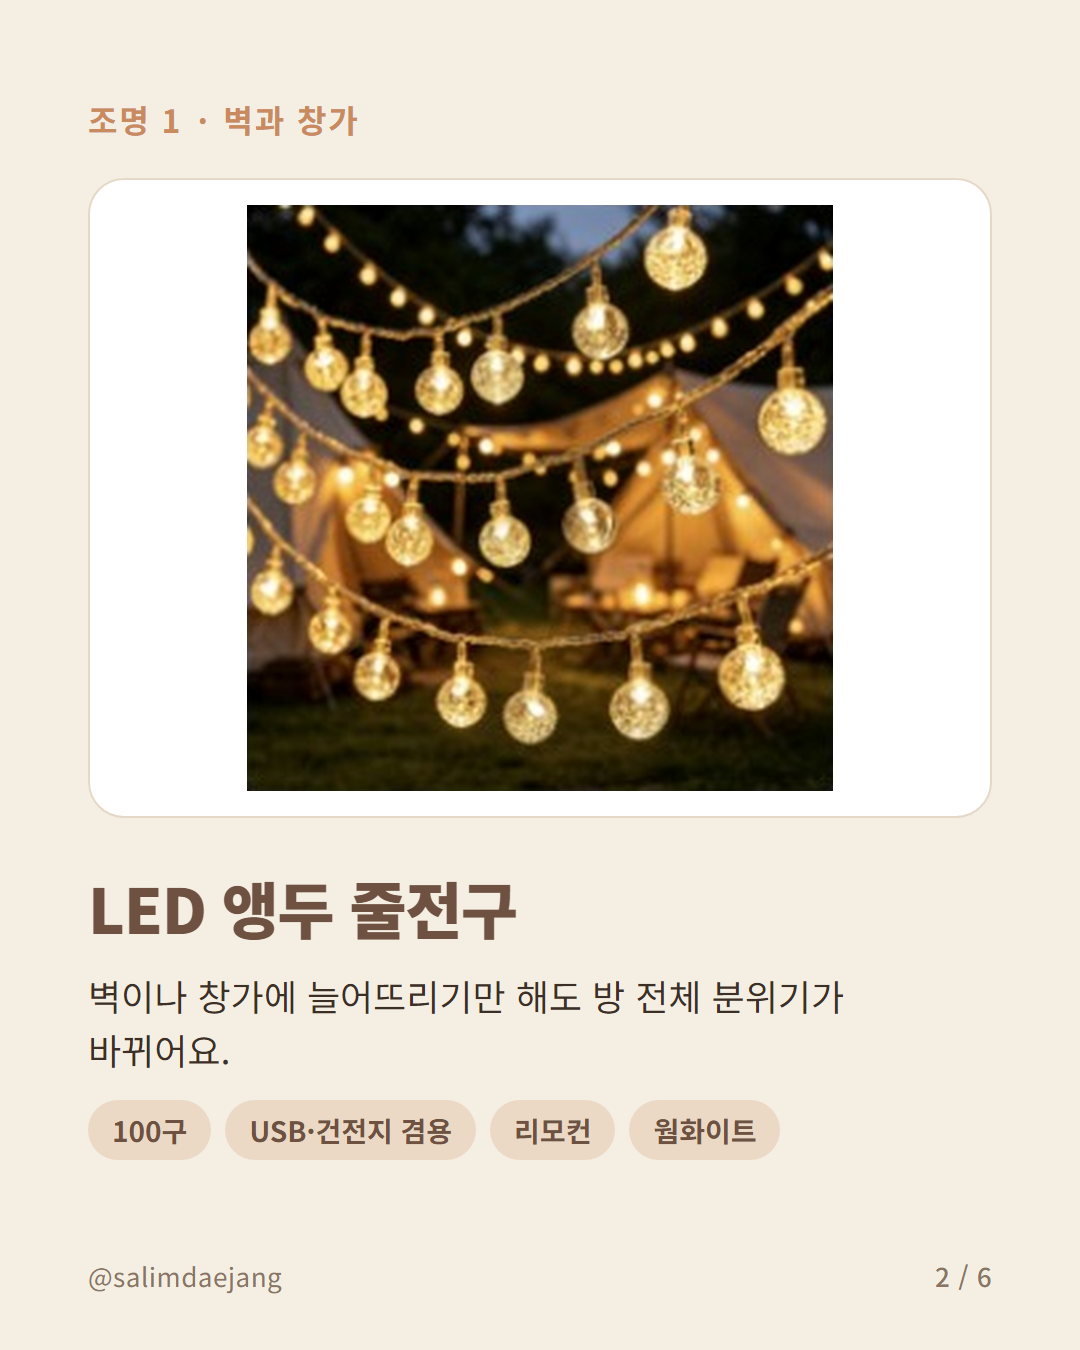 조명 1 · 벽과 창가
LED 앵두 줄전구
벽이나 창가에 늘어뜨리기만 해도 방 전체 분위기가
바뀌어요.
100구 USB·건전지 겸용 리모컨 웜화이트
@salimdaejang 2 / 6